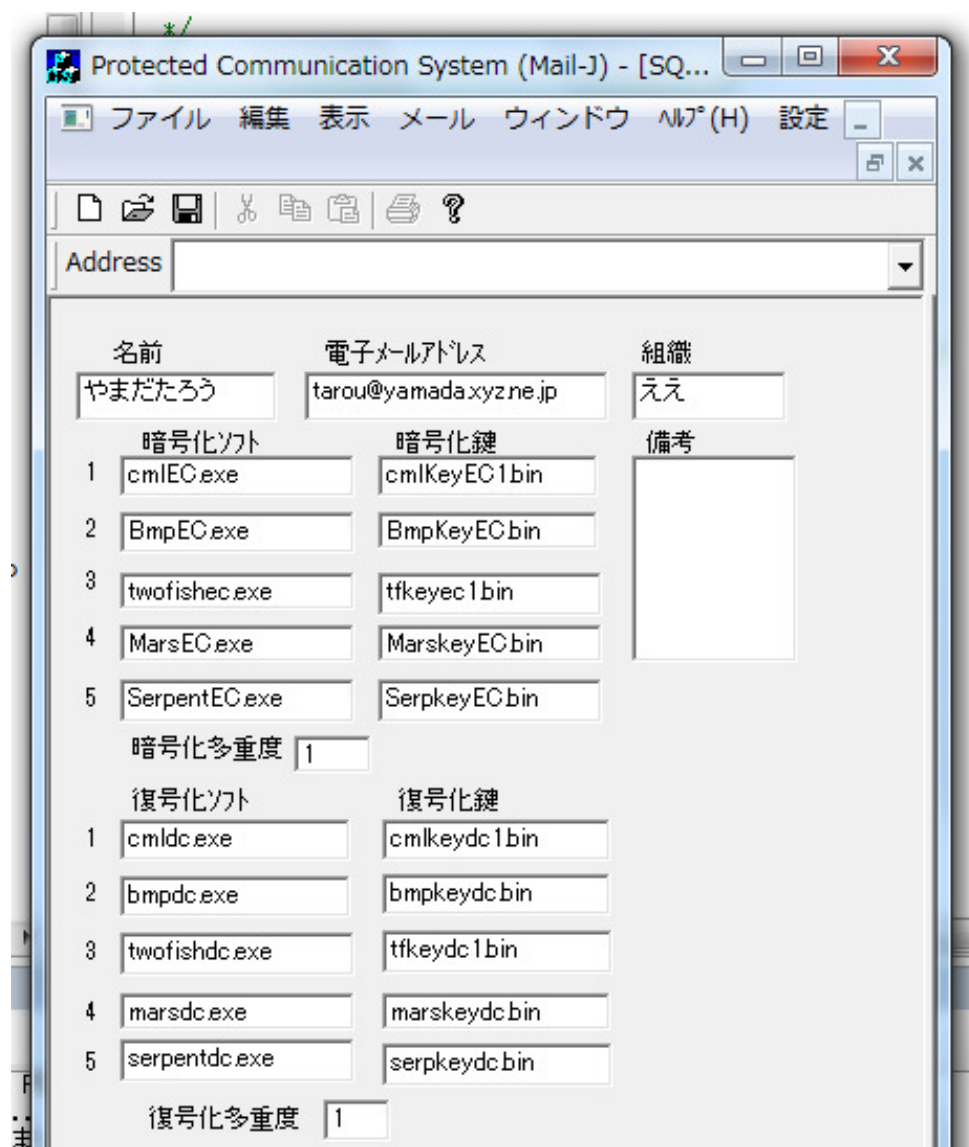 */
Protected Communication System (Mail-J) - [SQ...
ファイル 編集 表示 メール ウィンドウ ﾍﾙﾌﾟ(H) 設定
Address
名前 電子ﾒｰﾙｱﾄﾞﾚｽ 組織
やまだたろう tarou@yamada.xyz.ne.jp ええ
暗号化ｿﾌﾄ 暗号化鍵 備考
1 cmlEC.exe cmlKeyEC1.bin
2 BmpEC.exe BmpKeyEC.bin
3 twofishec.exe tfkeyec1.bin
4 MarsEC.exe MarskeyEC.bin
5 SerpentEC.exe SerpkeyEC.bin
暗号化多重度 1
復号化ｿﾌﾄ 復号化鍵
1 cmldc.exe cmlkeydc1.bin
2 bmpdc.exe bmpkeydc.bin
3 twofishdc.exe tfkeydc1.bin
4 marsdc.exe marskeydc.bin
5 serpentdc.exe serpkeydc.bin
復号化多重度 1